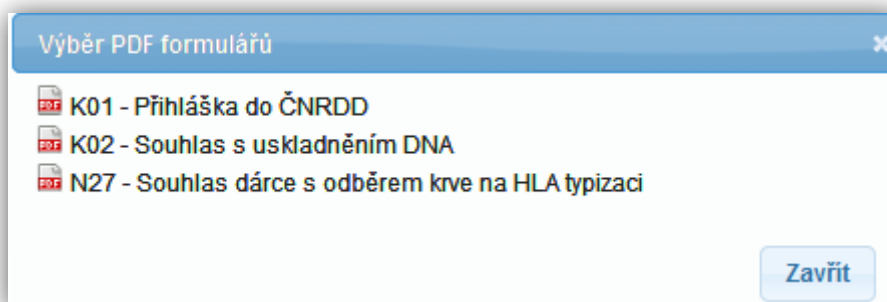 Výběr PDF formulářů
K01 - Přihláška do ČNRDD
K02 - Souhlas s uskladněním DNA
N27 - Souhlas dárce s odběrem krve na HLA typizaci
Zavřít